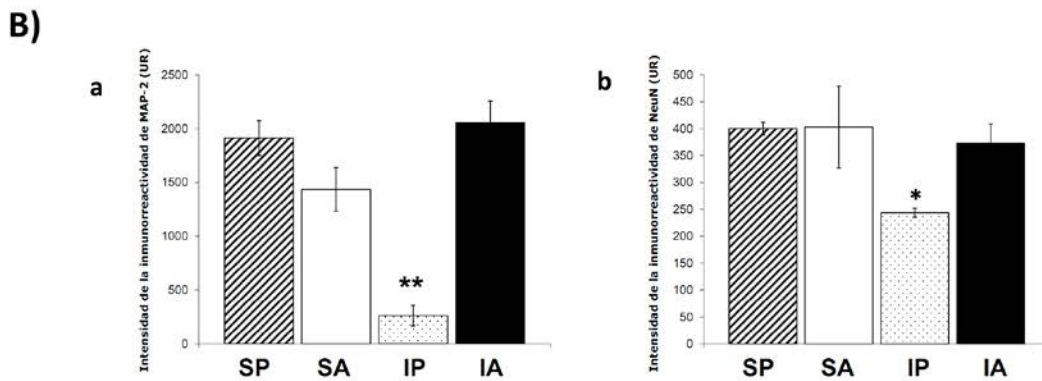 B)
a
Intensidad de la inmunorreactividad de MAP-2 (UR)
2500
2000
1500
1000
500
0
**
SP SA IP IA
b
Intensidad de la inmunorreactividad de NeuN (UR)
500
450
400
350
300
250
200
150
100
50
0
*
SP SA IP IA